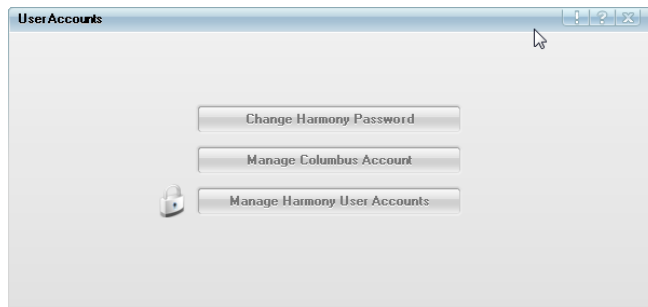 User Accounts
! ? X
Change Harmony Password
Manage Columbus Account
Manage Harmony User Accounts